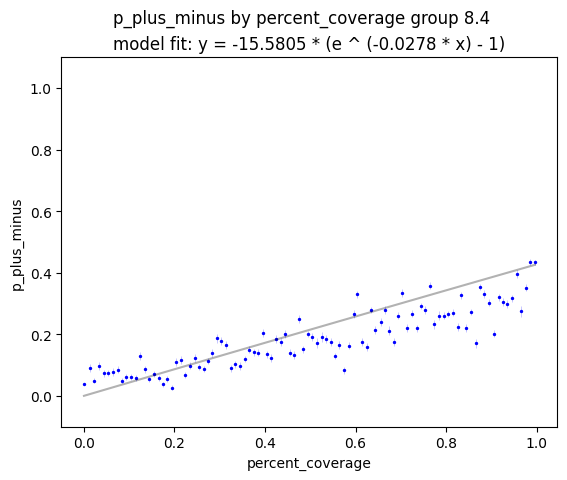 p_plus_minus by percent_coverage group 8.4
model fit: y = -15.5805 * (e ^ (-0.0278 * x) - 1)
1.0
0.8
0.6
0.4
0.2
0.0
p_plus_minus
0.0 0.2 0.4 0.6 0.8 1.0
percent_coverage